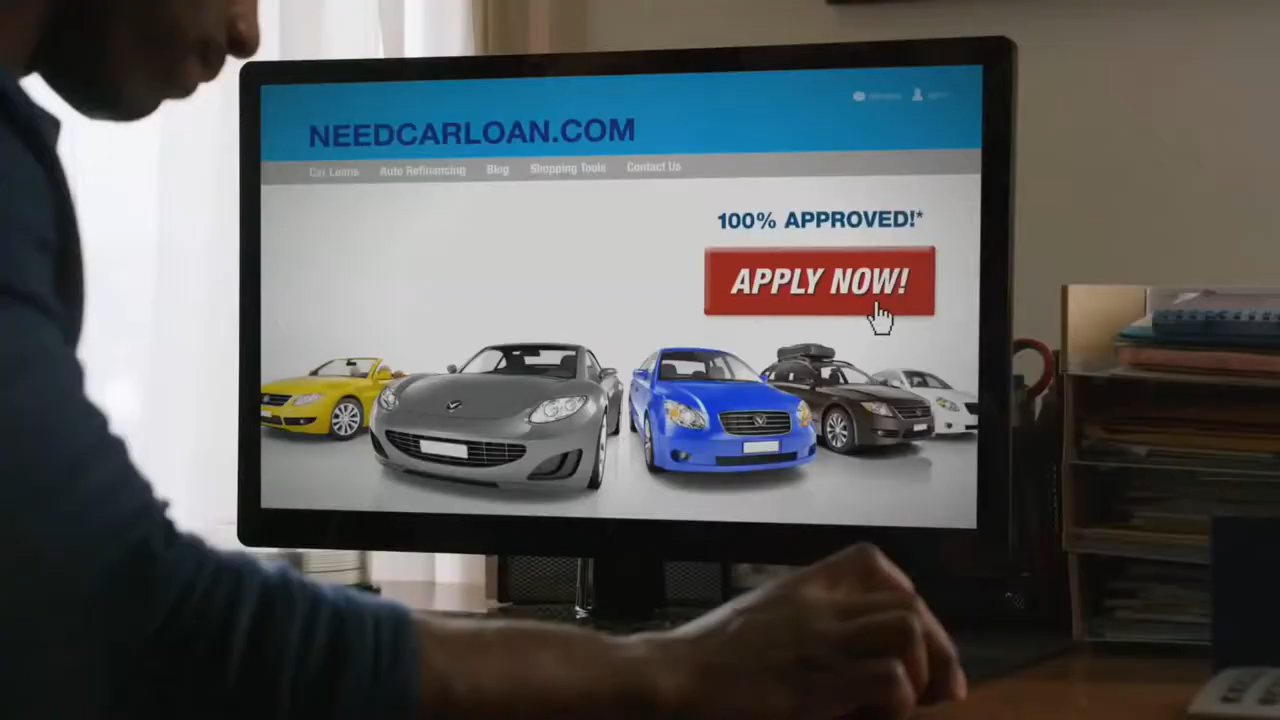 NEEDCARLOAN.COM
Car Loans Auto Refinancing Blog Shopping Tools Contact Us
100% APPROVED!*
APPLY NOW!